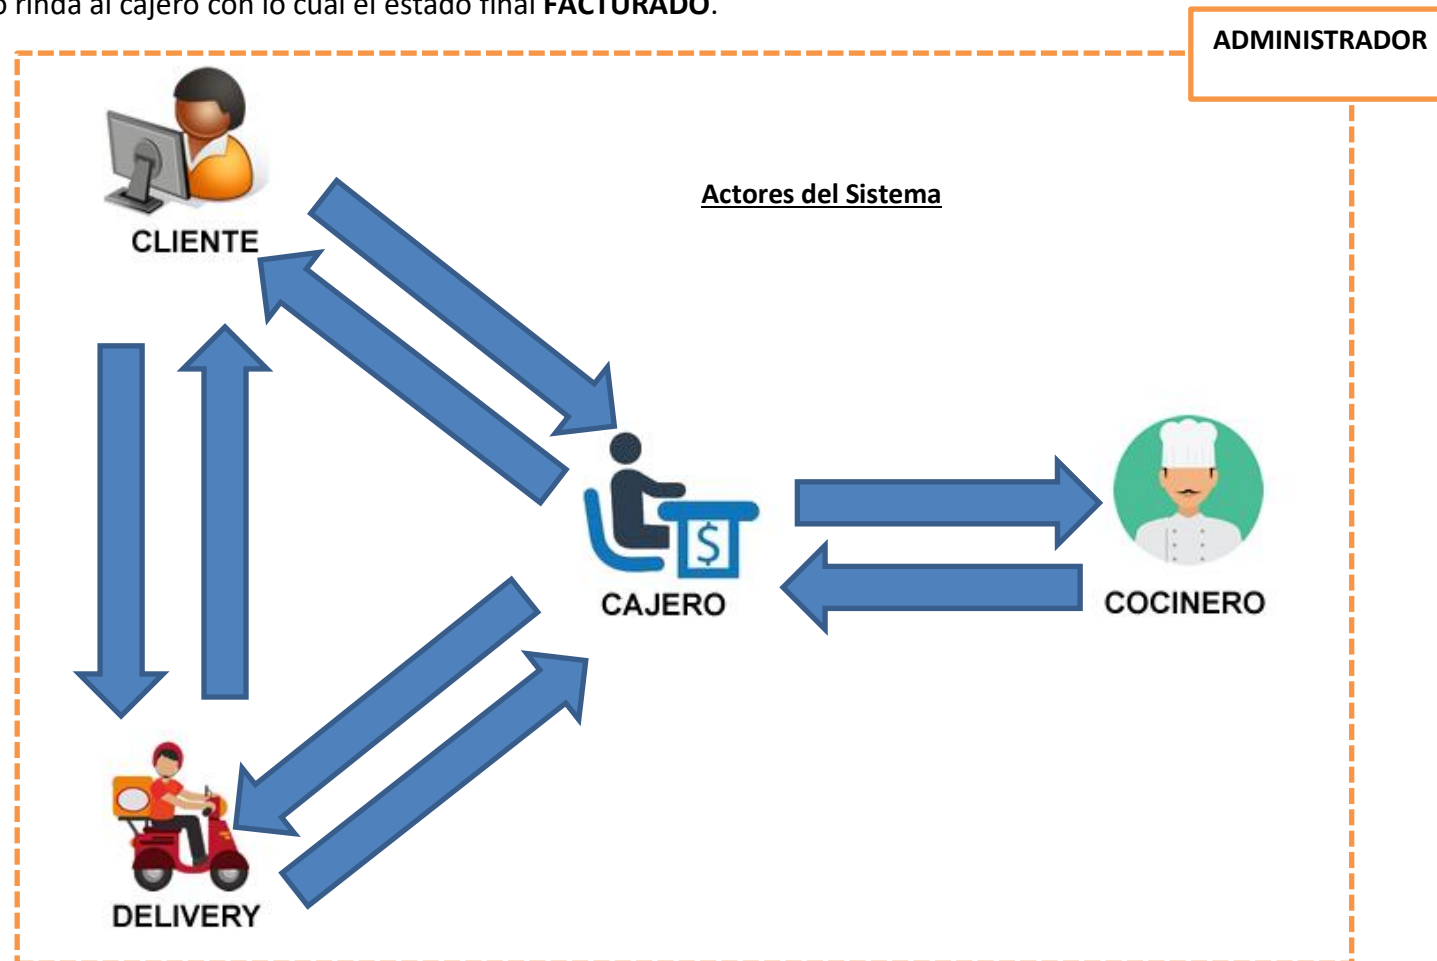 rinda al cajero con lo cual el estado final FACTURADO.
ADMINISTRADOR
Actores del Sistema
CLIENTE
$
CAJERO
COCINERO
DELIVERY